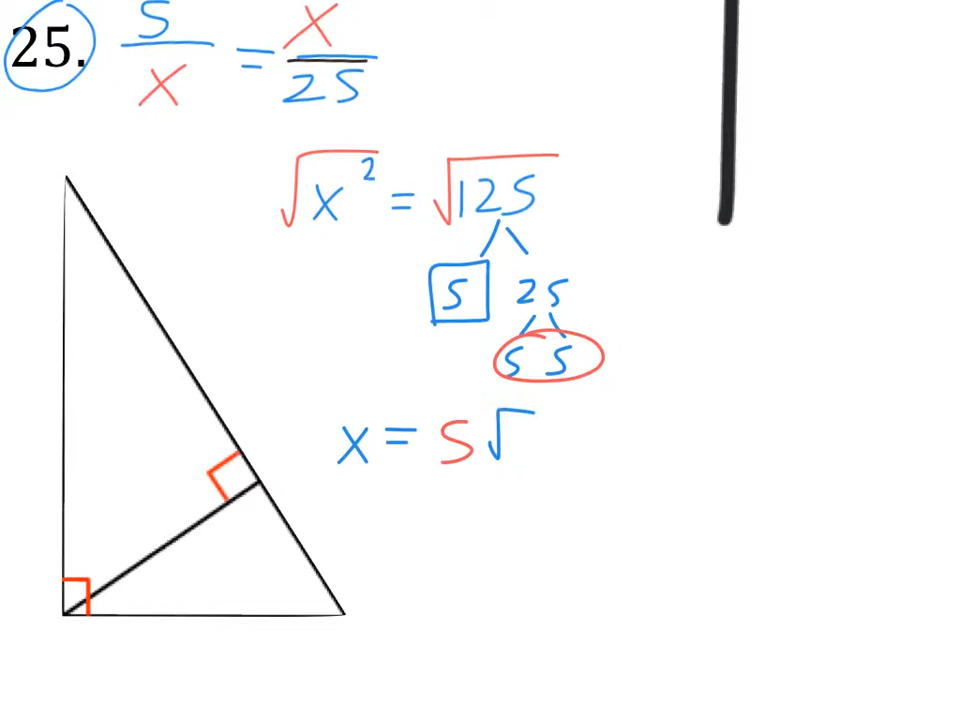 25. 5/x = x/25
√x² = √125
5 25
5 5
x = 5√